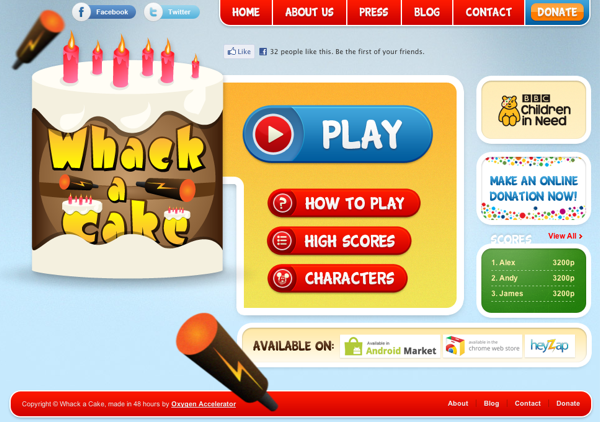 Facebook
Twitter
HOME
ABOUT US
PRESS
BLOG
CONTACT
DONATE
Like
32 people like this. Be the first of your friends.
Whack
a
Cake
PLAY
HOW TO PLAY
HIGH SCORES
CHARACTERS
BBC
Children
in Need
MAKE AN ONLINE
DONATION NOW!
SCORES
View All
1. Alex 3200p
2. Andy 3200p
3. James 3200p
AVAILABLE ON:
Available in
Android Market
available in the
chrome web store
heyZap
Copyright © Whack a Cake, made in 48 hours by Oxygen Accelerator
About
Blog
Contact
Donate